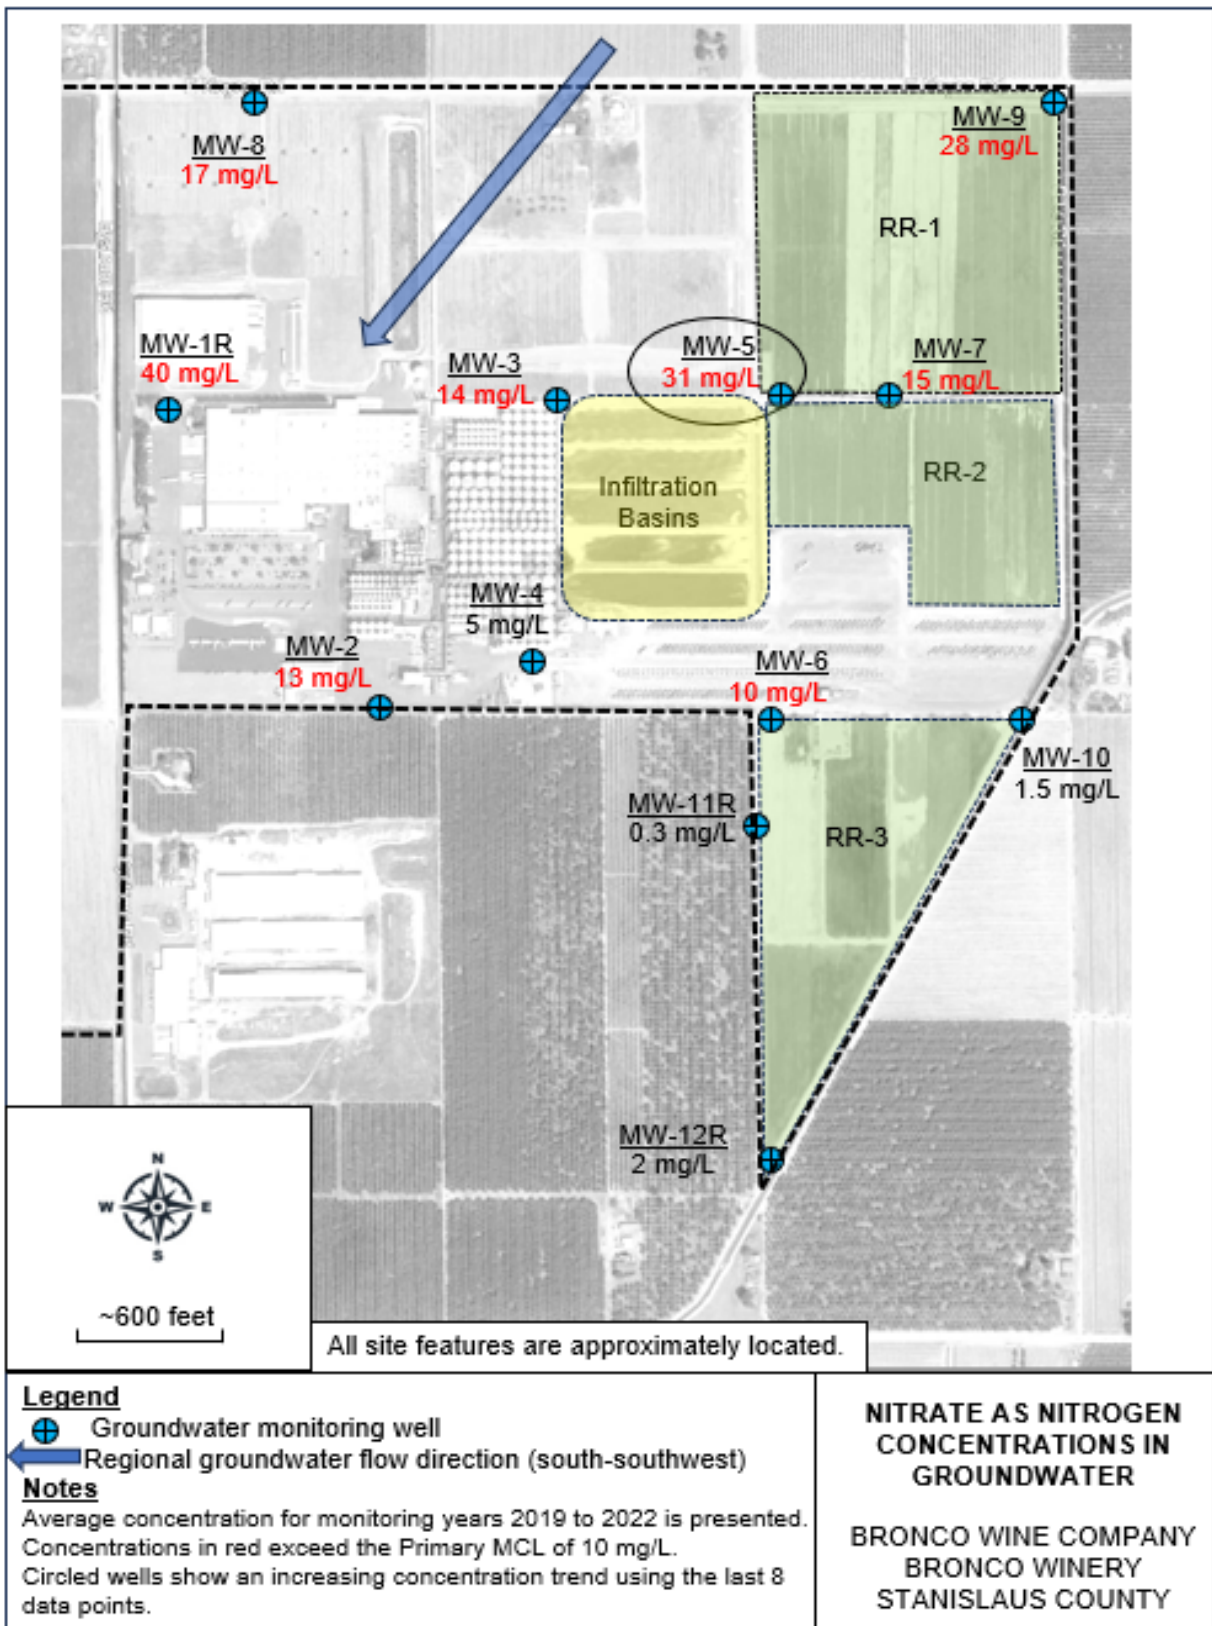 MW-8
17 mg/L
MW-9
28 mg/L
RR-1
MW-1R
40 mg/L
MW-3
14 mg/L
MW-5
31 mg/L
MW-7
15 mg/L
Infiltration
Basins
RR-2
MW-4
5 mg/L
MW-2
13 mg/L
MW-6
10 mg/L
MW-10
1.5 mg/L
MW-11R
0.3 mg/L
RR-3
MW-12R
2 mg/L
N
W E
S
~600 feet
All site features are approximately located.
Legend
Groundwater monitoring well
Regional groundwater flow direction (south-southwest)
Notes
Average concentration for monitoring years 2019 to 2022 is presented.
Concentrations in red exceed the Primary MCL of 10 mg/L.
Circled wells show an increasing concentration trend using the last 8
data points.
NITRATE AS NITROGEN
CONCENTRATIONS IN
GROUNDWATER
BRONCO WINE COMPANY
BRONCO WINERY
STANISLAUS COUNTY